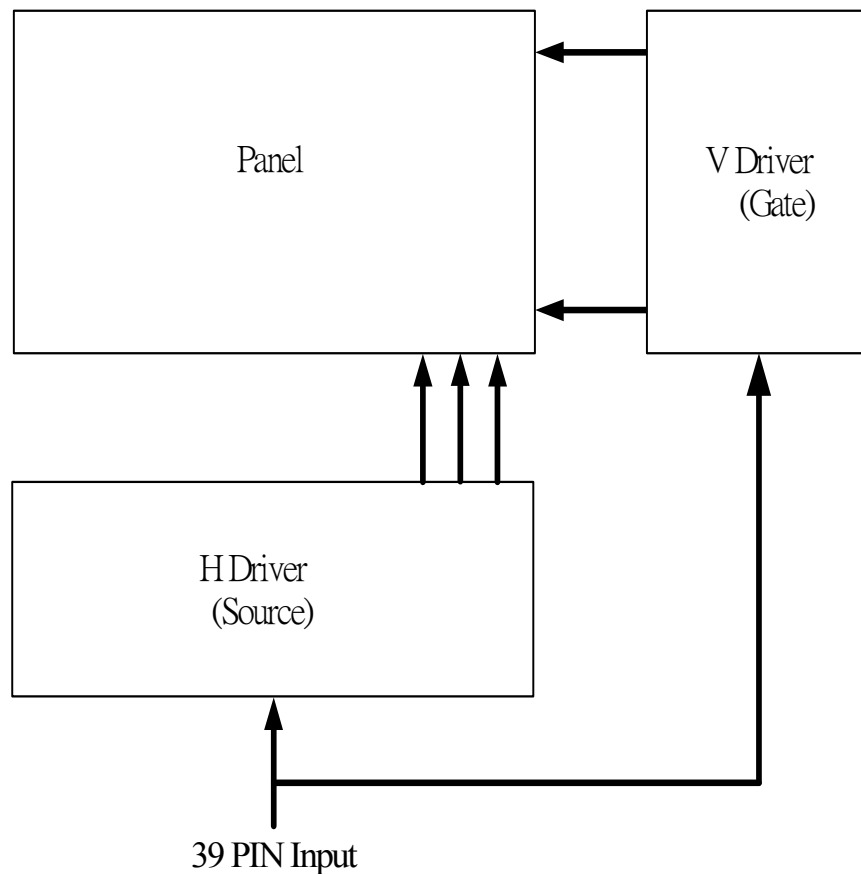 Panel
V Driver
(Gate)
H Driver
(Source)
39 PIN Input